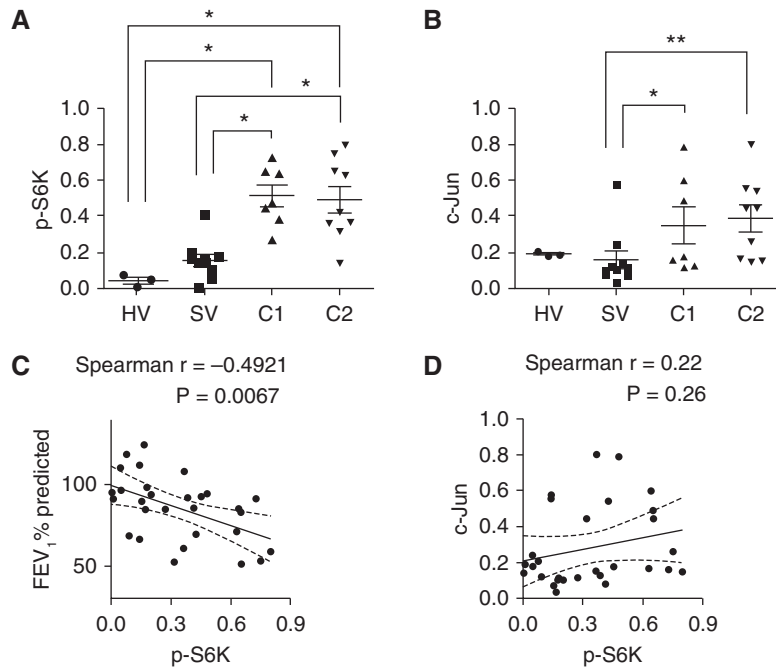 A
*
*
*
*
p-S6K
1.0
0.8
0.6
0.4
0.2
0.0
HV SV C1 C2
B
**
*
c-Jun
1.0
0.8
0.6
0.4
0.2
0.0
HV SV C1 C2
C
Spearman r = –0.4921
P = 0.0067
FEV1% predicted
100
50
0.0 0.3 0.6 0.9
p-S6K
D
Spearman r = 0.22
P = 0.26
c-Jun
1.0
0.8
0.6
0.4
0.2
0.0
0.0 0.3 0.6 0.9
p-S6K